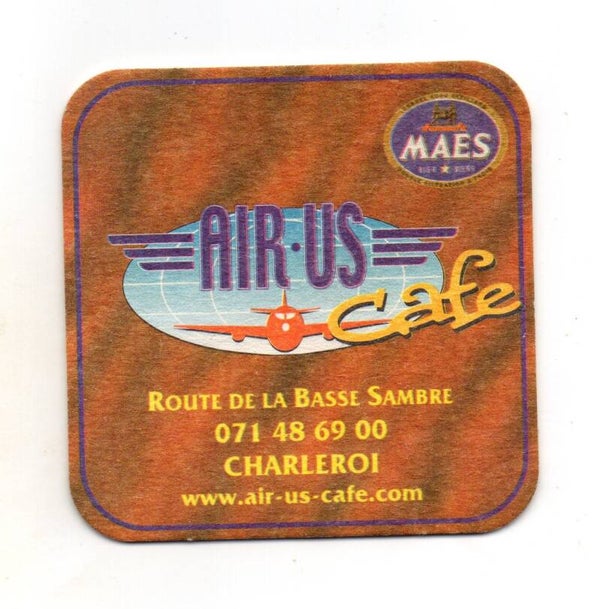 MAES
AIR·US
Cafe
ROUTE DE LA BASSE SAMBRE
071 48 69 00
CHARLEROI
www.air-us-cafe.com